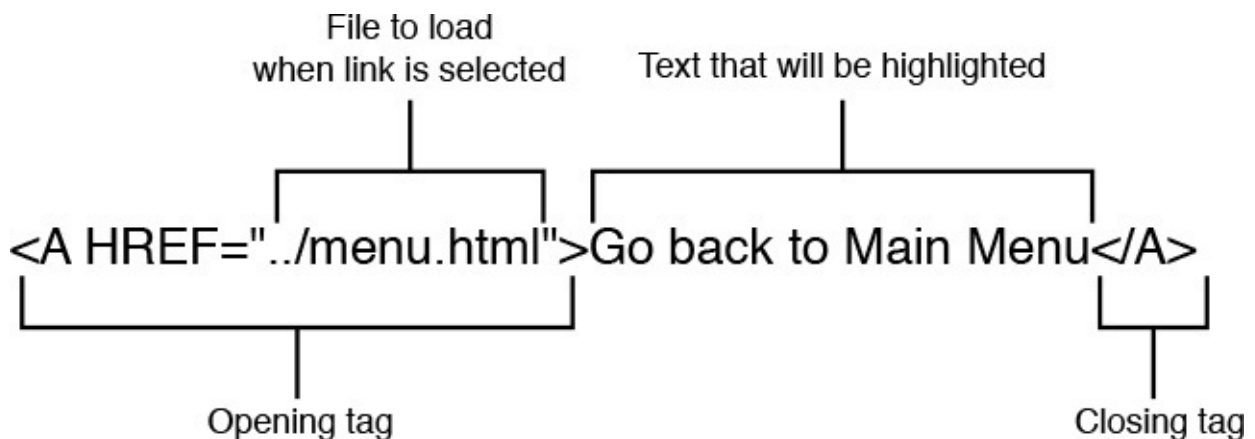 File to load
when link is selected
Text that will be highlighted
<A HREF="../menu.html">Go back to Main Menu</A>
Opening tag
Closing tag